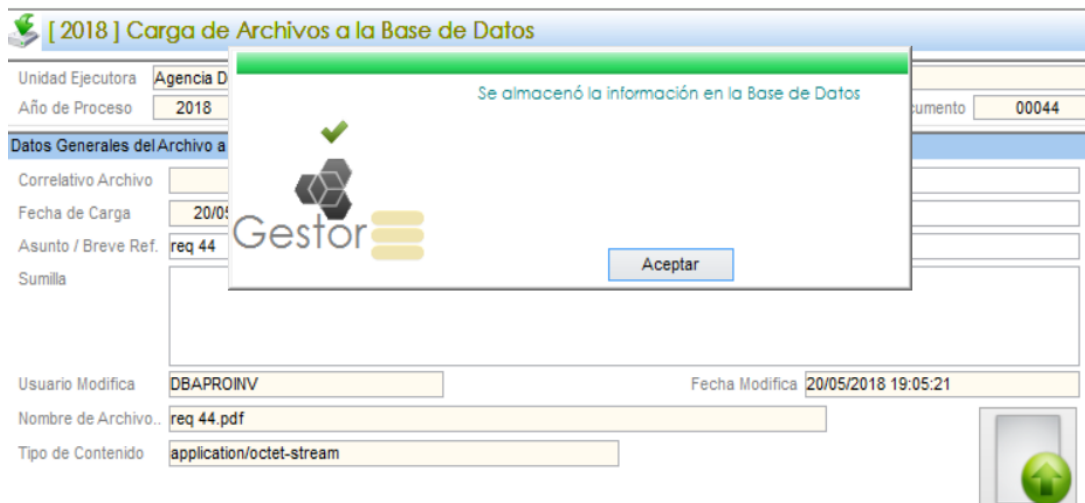 [ 2018 ] Carga de Archivos a la Base de Datos
Unidad Ejecutora Agencia D
Se almacenó la información en la Base de Datos
Año de Proceso 2018 cumento 00044
Datos Generales del Archivo a
Correlativo Archivo
Fecha de Carga 20/05
Gestor
Asunto / Breve Ref. req 44
Aceptar
Sumilla
Usuario Modifica DBAPROINV Fecha Modifica 20/05/2018 19:05:21
Nombre de Archivo.. req 44.pdf
Tipo de Contenido application/octet-stream